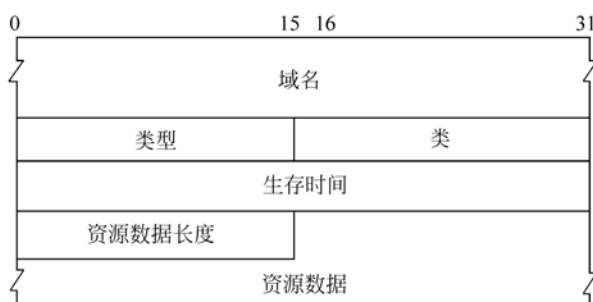 0 15 16 31
域名
类型 类
生存时间
资源数据长度
资源数据